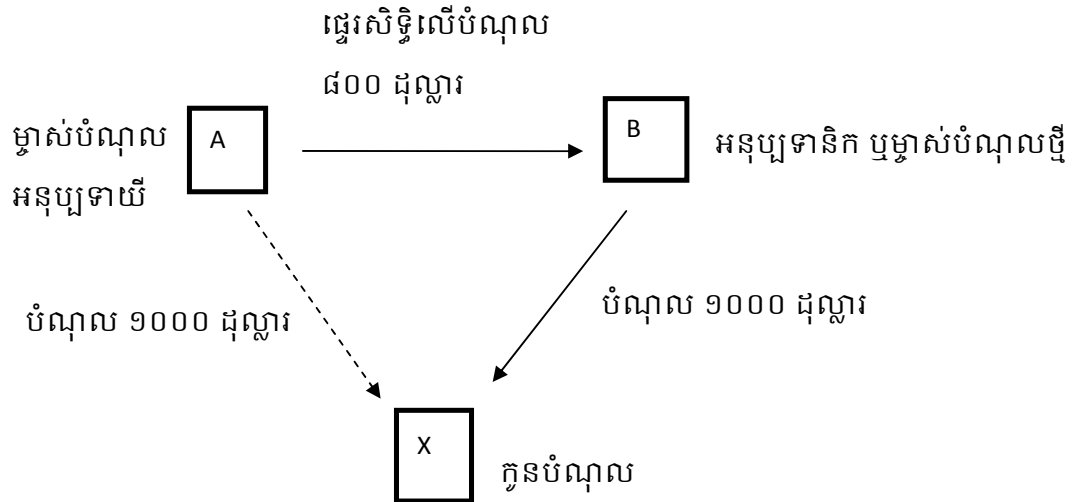 ផ្ទេរសិទ្ធិលើបំណុល
៨០០ ដុល្លារ
ម្ចាស់បំណុល
អនុប្បទាយី
A
B
អនុប្បទានិក ឬម្ចាស់បំណុលថ្មី
បំណុល ១០០០ ដុល្លារ
បំណុល ១០០០ ដុល្លារ
X
កូនបំណុល